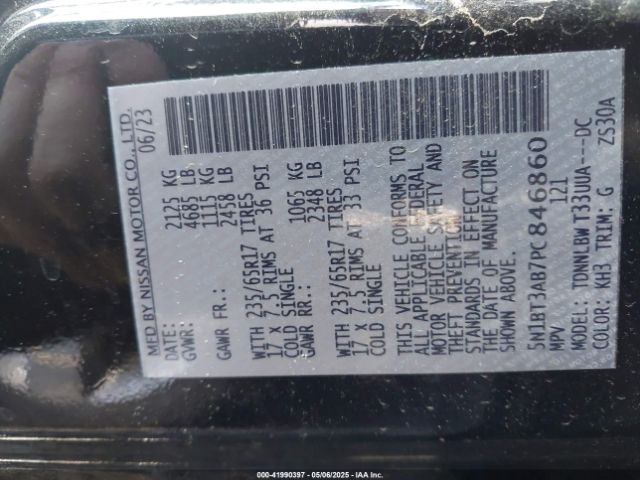 MFD BY NISSAN MOTOR CO., LTD.
DATE: 06/23
GVWR: 2125 KG
4685 LB
GAWR FR.: 1115 KG
2458 LB
WITH 235/65R17 TIRES
17 x 7.5 RIMS AT 36 PSI
COLD SINGLE
GAWR RR.: 1065 KG
2348 LB
WITH 235/65R17 TIRES
17 x 7.5 RIMS AT 33 PSI
COLD SINGLE
THIS VEHICLE CONFORMS TO
ALL APPLICABLE FEDERAL
MOTOR VEHICLE SAFETY AND
THEFT PREVENTION
STANDARDS IN EFFECT ON
THE DATE OF MANUFACTURE
SHOWN ABOVE.
5N1BT3AB7PC846860
MPV 121
MODEL: TDNNLBW T33UUA---DC
COLOR: KH3 TRIM: G ZS30A
000-41990397 - 05/06/2025 - IAA Inc.